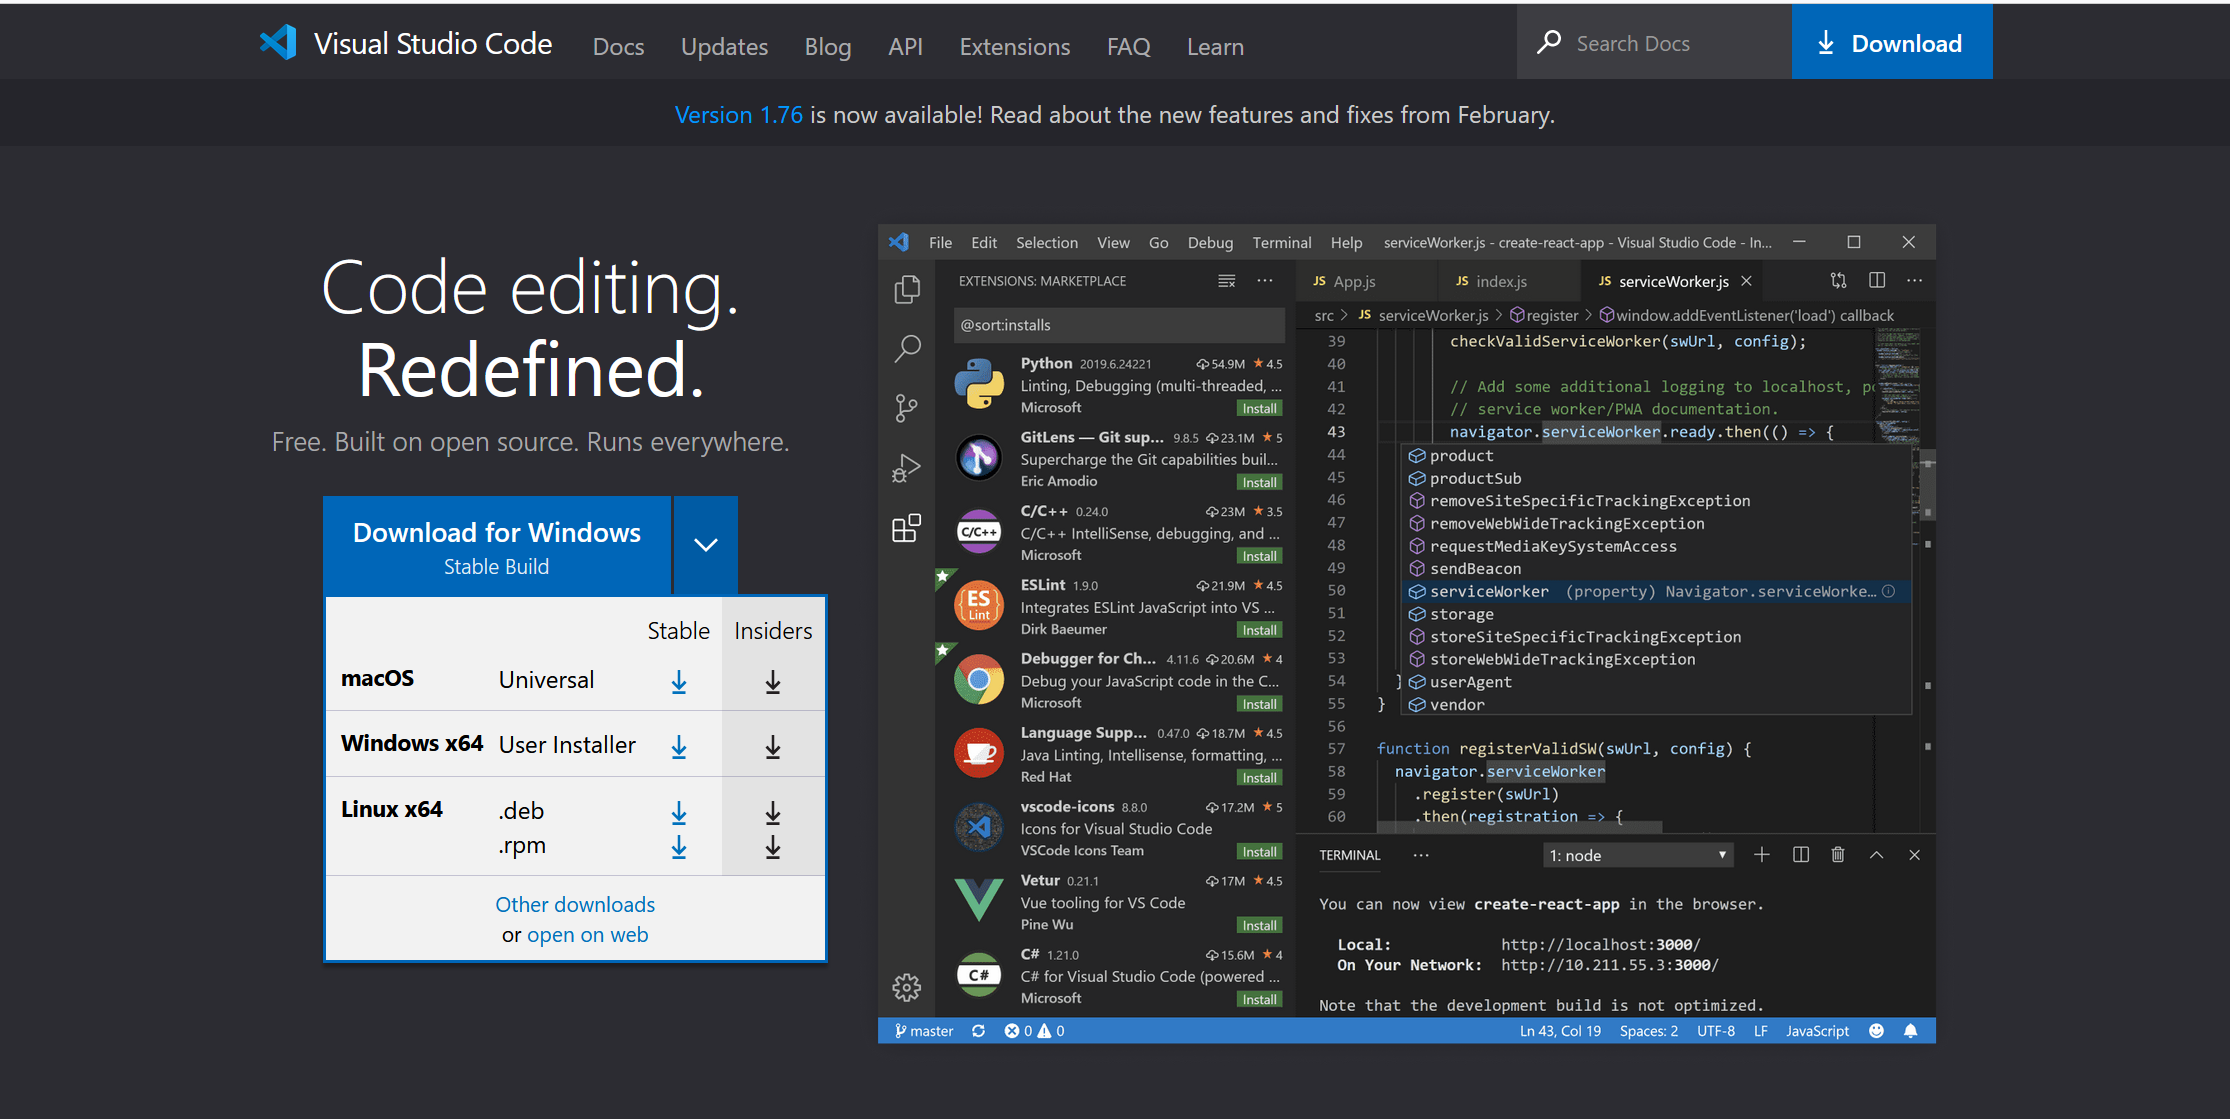 Visual Studio Code Docs Updates Blog API Extensions FAQ Learn Search Docs Download
Version 1.76 is now available! Read about the new features and fixes from February.
Code editing.
Redefined.
Free. Built on open source. Runs everywhere.
Download for Windows
Stable Build
Stable Insiders
macOS Universal
Windows x64 User Installer
Linux x64 .deb
.rpm
Other downloads
or open on web
File Edit Selection View Go Debug Terminal Help serviceWorker.js - create-react-app - Visual Studio Code - In...
EXTENSIONS: MARKETPLACE
@sort:installs
Python 2019.6.24221 54.9M 4.5
Linting, Debugging (multi-threaded, ...
Microsoft Install
GitLens — Git sup... 9.8.5 23.1M 5
Supercharge the Git capabilities buil...
Eric Amodio Install
C/C++
C/C++ 0.24.0 23M 3.5
C/C++ IntelliSense, debugging, and ...
Microsoft Install
ES
Lint
ESLint 1.9.0 21.9M 4.5
Integrates ESLint JavaScript into VS ...
Dirk Baeumer Install
Debugger for Ch... 4.11.6 20.6M 4
Debug your JavaScript code in the C...
Microsoft Install
Language Supp... 0.47.0 18.7M 4.5
Java Linting, Intellisense, formatting, ...
Red Hat Install
vscode-icons 8.8.0 17.2M 5
Icons for Visual Studio Code
VSCode Icons Team Install
Vetur 0.21.1 17M 4.5
Vue tooling for VS Code
Pine Wu Install
C#
C# 1.21.0 15.6M 4
C# for Visual Studio Code (powered ...
Microsoft Install
JS App.js JS index.js JS serviceWorker.js
src > JS serviceWorker.js > register > window.addEventListener('load') callback
39 checkValidServiceWorker(swUrl, config);
40
41 // Add some additional logging to localhost, po
42 // service worker/PWA documentation.
43 navigator.serviceWorker.ready.then(() => {
44 product
45 productSub
46 removeSiteSpecificTrackingException
47 removeWebWideTrackingException
48 requestMediaKeySystemAccess
49 sendBeacon
50 serviceWorker (property) Navigator.serviceWorke...
51 storage
52 storeSiteSpecificTrackingException
53 storeWebWideTrackingException
54 } userAgent
55 } vendor
56
57 function registerValidSW(swUrl, config) {
58 navigator.serviceWorker
59 .register(swUrl)
60 .then(registration => {
TERMINAL ... 1: node
You can now view create-react-app in the browser.
Local: http://localhost:3000/
On Your Network: http://10.211.55.3:3000/
Note that the development build is not optimized.
master 0 0 Ln 43, Col 19 Spaces: 2 UTF-8 LF JavaScript